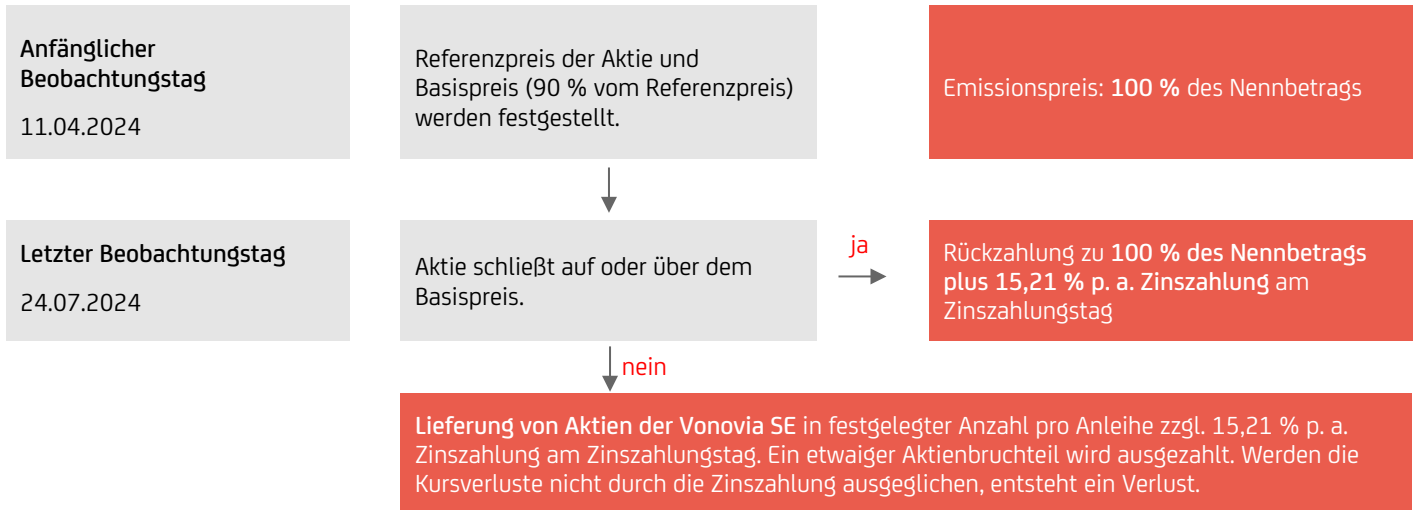 Anfänglicher
Beobachtungstag
11.04.2024
Referenzpreis der Aktie und
Basispreis (90 % vom Referenzpreis)
werden festgestellt.
Emissionspreis: 100 % des Nennbetrags
Letzter Beobachtungstag
24.07.2024
Aktie schließt auf oder über dem
Basispreis.
ja
Rückzahlung zu 100 % des Nennbetrags
plus 15,21 % p. a. Zinszahlung am
Zinszahlungstag
nein
Lieferung von Aktien der Vonovia SE in festgelegter Anzahl pro Anleihe zzgl. 15,21 % p. a.
Zinszahlung am Zinszahlungstag. Ein etwaiger Aktienbruchteil wird ausgezahlt. Werden die
Kursverluste nicht durch die Zinszahlung ausgeglichen, entsteht ein Verlust.